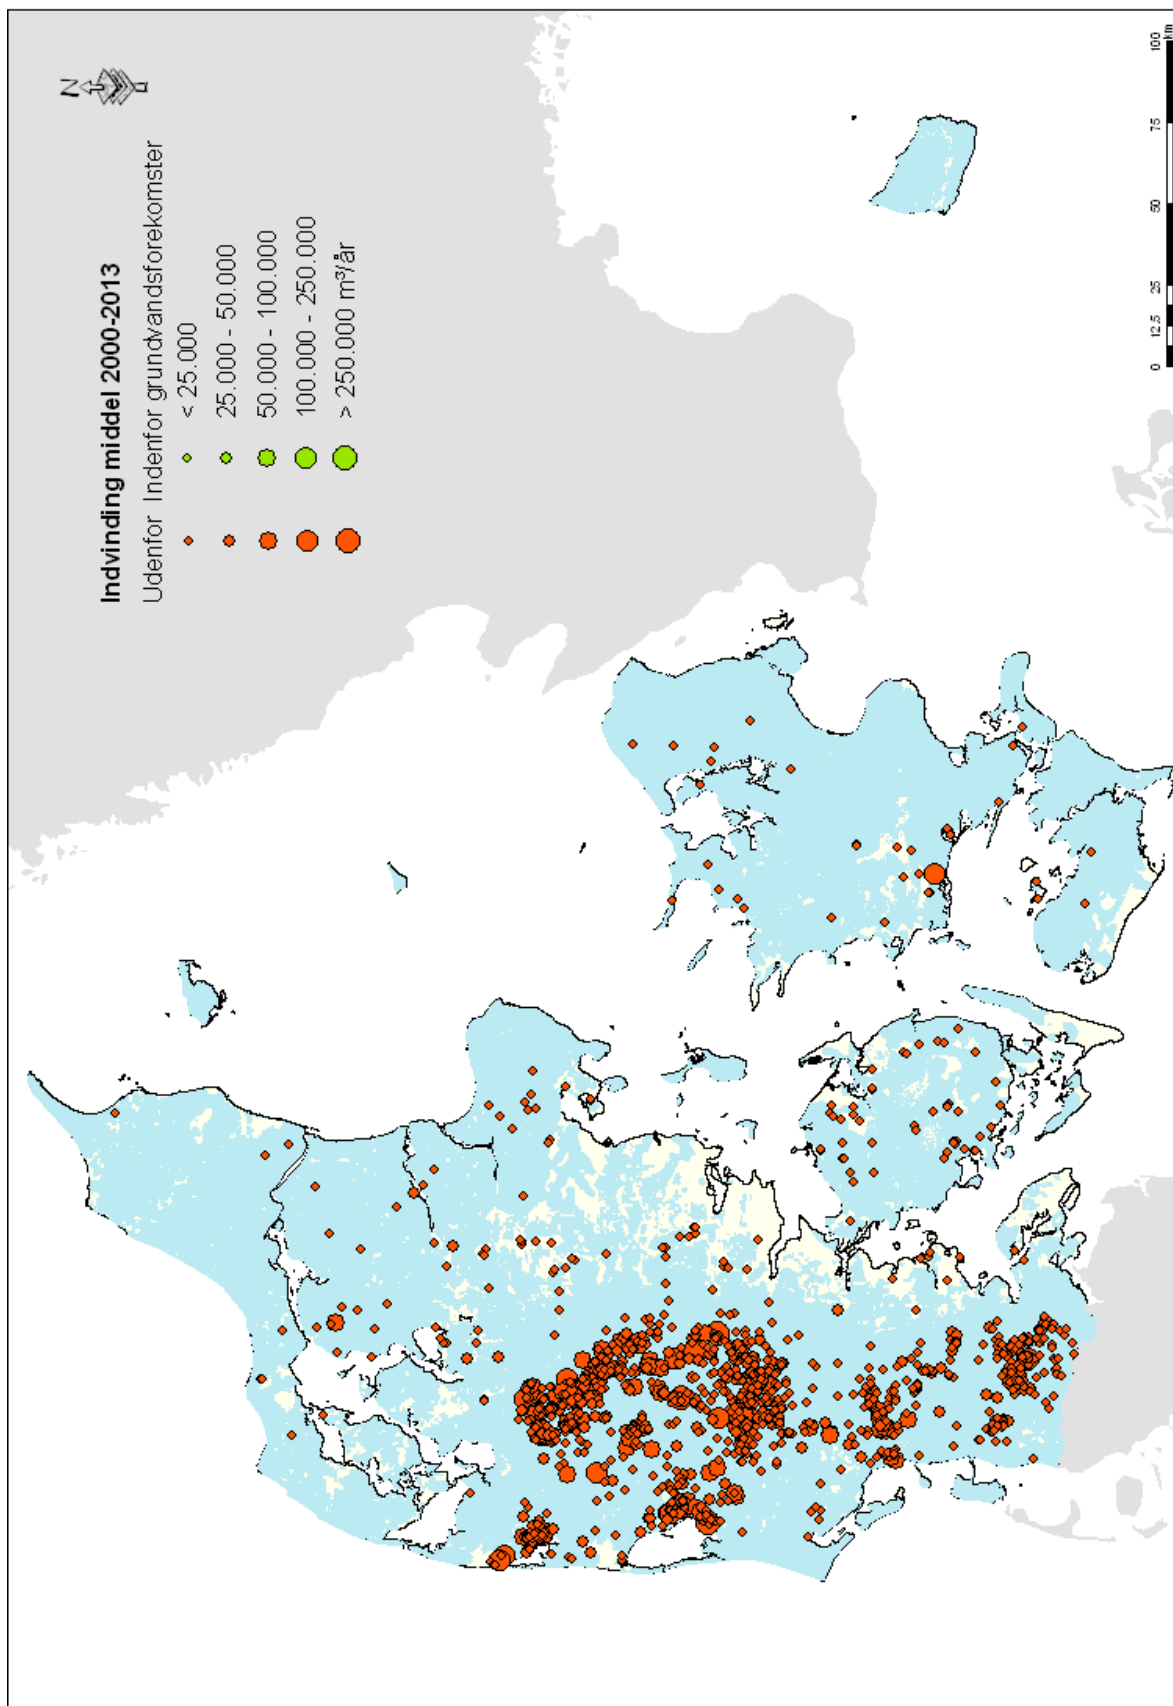 N
Indvinding middel 2000-2013
Udenfor Indenfor grundvandsforekomster
< 25.000
25.000 - 50.000
50.000 - 100.000
100.000 - 250.000
> 250.000 m³/år
0 12,5 25 50 75 100
km